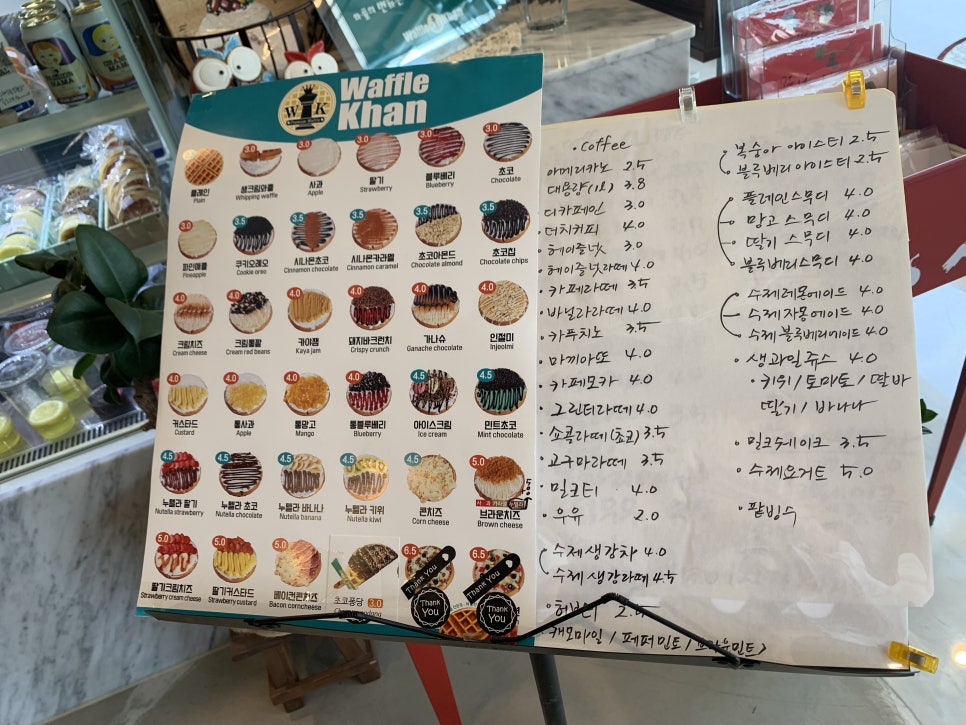 Waffle
Khan
WK
플레인
Plain
3.0
생크림와플
Whipping waffle
3.0
사과
Apple
3.0
딸기
Strawberry
3.0
블루베리
Blueberry
3.0
초코
Chocolate
3.0
파인애플
Pineapple
3.5
쿠키오레오
Cookie oreo
3.5
시나몬초코
Cinnamon chocolate
3.5
시나몬카라멜
Cinnamon caramel
3.5
초코아몬드
Chocolate almond
3.5
초코칩
Chocolate chips
4.0
크림치즈
Cream cheese
4.0
크림통팥
Cream red beans
4.0
카야잼
Kaya jam
4.0
돼지바크런치
Crispy crunch
4.0
가나슈
Ganache chocolate
4.0
인절미
Injeolmi
4.0
커스타드
Custard
4.5
통사과
Apple
4.0
통망고
Mango
4.0
통블루베리
Blueberry
4.5
아이스크림
Ice cream
4.5
민트초코
Mint chocolate
4.5
누텔라 딸기
Nutella strawberry
4.5
누텔라 초코
Nutella chocolate
4.5
누텔라 바나나
Nutella banana
4.5
누텔라 키위
Nutella kiwi
4.5
콘치즈
Corn cheese
5.0
브라운치즈
Brown cheese
5.0
딸기크림치즈
Strawberry cream cheese
5.0
딸기커스타드
Strawberry custard
5.0
베이컨콘치즈
Bacon corncheese
초코퐁당 3.0
6.5
Thank You
Thank
You
6.5
Thank You
Thank
You
· Coffee
아메리카노 2.5
대용량(1L) 3.8
디카페인 3.0
· 더치커피 4.0
· 헤이즐넛 3.0
· 헤이즐넛라떼 4.0
· 카페라떼 3.5
· 바닐라라떼 4.0
· 카푸치노 3.5
· 마끼아또 4.0
· 카페모카 4.0
· 그린티라떼 4.0
· 쇼콜라떼(초코) 3.5
· 고구마라떼 3.5
· 밀크티 4.0
· 우유 2.0
수제생강차 4.0
수제생강라떼 4.5
· 허브티 2.5
· 캐모마일 / 페퍼민트 /
복숭아 아이스티 2.5
블루베리 아이스티 2.5
플레인스무디 4.0
망고 스무디 4.0
딸기 스무디 4.0
블루베리스무디 4.0
수제레몬에이드 4.0
수제자몽에이드 4.0
수제블루베리에이드 4.0
· 생과일쥬스 4.0
· 키위 / 토마토 / 딸바
딸기 / 바나나
· 밀크쉐이크 3.5
· 수제요거트 5.0
· 팥빙수